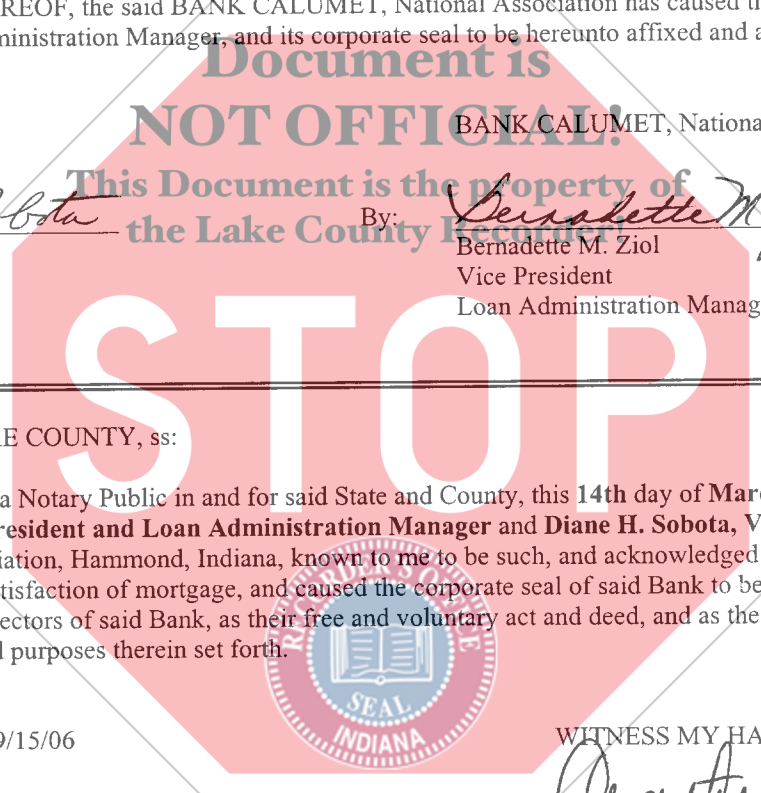 REOF, the said BANK CALUMET, National Association has caused th
ministration Manager, and its corporate seal to be hereunto affixed and a
Document is
NOT OFFICIAL!
BANK CALUMET, Nationa
This Document is the property of
the Lake County Recorder!
obota
By: Bernadette M
Bernadette M. Ziol
Vice President
Loan Administration Manag
STOP
E COUNTY, ss:
a Notary Public in and for said State and County, this 14th day of Marc
resident and Loan Administration Manager and Diane H. Sobota, V
iation, Hammond, Indiana, known to me to be such, and acknowledged
tisfaction of mortgage, and caused the corporate seal of said Bank to be
ectors of said Bank, as their free and voluntary act and deed, and as the
l purposes therein set forth.
RECORDER'S OFFICE
SEAL
INDIANA
9/15/06
WITNESS MY HA